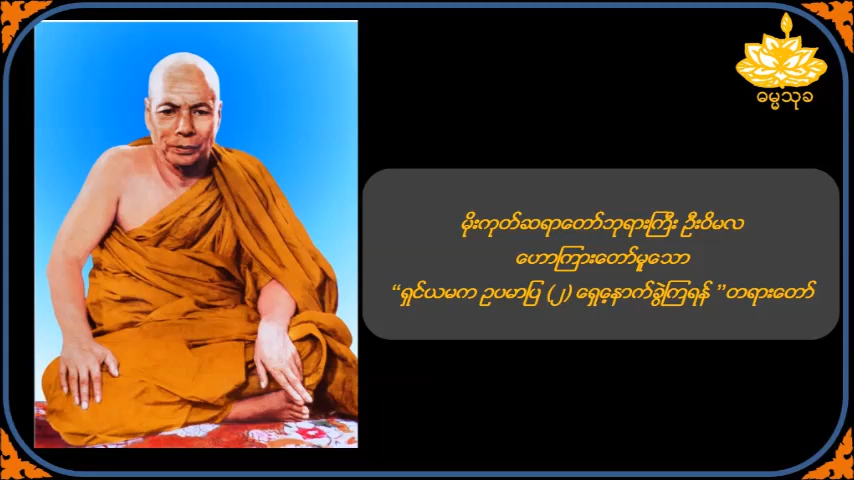 ဓမ္မသုခ
မိုးကုတ်ဆရာတော်ဘုရားကြီး ဦးဝိမလ
ဟောကြားတော်မူသော
“ရှင်ယမက ဥပမာပြ (၂) ရှေ့နောက်ခွဲကြရန် ”တရားတော်